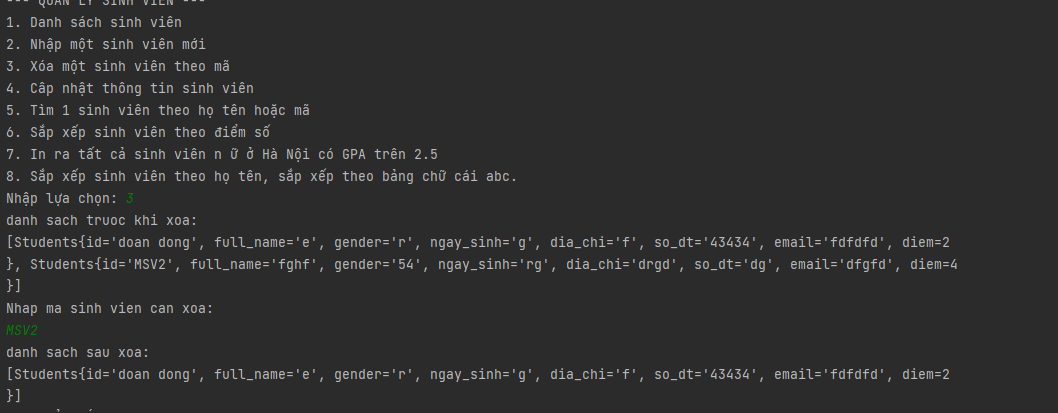 --- QUAN LY SINH VIEN ---
1. Danh sách sinh viên
2. Nhập một sinh viên mới
3. Xóa một sinh viên theo mã
4. Câp nhật thông tin sinh viên
5. Tìm 1 sinh viên theo họ tên hoặc mã
6. Sắp xếp sinh viên theo điểm số
7. In ra tất cả sinh viên n ữ ở Hà Nội có GPA trên 2.5
8. Sắp xếp sinh viên theo họ tên, sắp xếp theo bảng chữ cái abc.
Nhập lựa chọn: 3
danh sach truoc khi xoa:
[Students{id='doan dong', full_name='e', gender='r', ngay_sinh='g', dia_chi='f', so_dt='43434', email='fdfdfd', diem=2
}, Students{id='MSV2', full_name='fghf', gender='54', ngay_sinh='rg', dia_chi='drgd', so_dt='dg', email='dfgfd', diem=4
}]
Nhap ma sinh vien can xoa:
MSV2
danh sach sau xoa:
[Students{id='doan dong', full_name='e', gender='r', ngay_sinh='g', dia_chi='f', so_dt='43434', email='fdfdfd', diem=2
}]